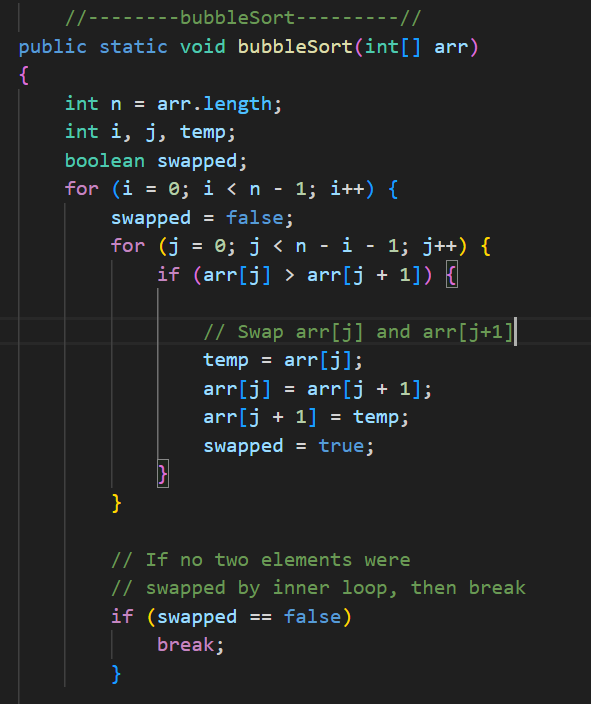 //--------bubbleSort---------//
public static void bubbleSort(int[] arr)
{
int n = arr.length;
int i, j, temp;
boolean swapped;
for (i = 0; i < n - 1; i++) {
swapped = false;
for (j = 0; j < n - i - 1; j++) {
if (arr[j] > arr[j + 1]) {
// Swap arr[j] and arr[j+1]
temp = arr[j];
arr[j] = arr[j + 1];
arr[j + 1] = temp;
swapped = true;
}
}
// If no two elements were
// swapped by inner loop, then break
if (swapped == false)
break;
}